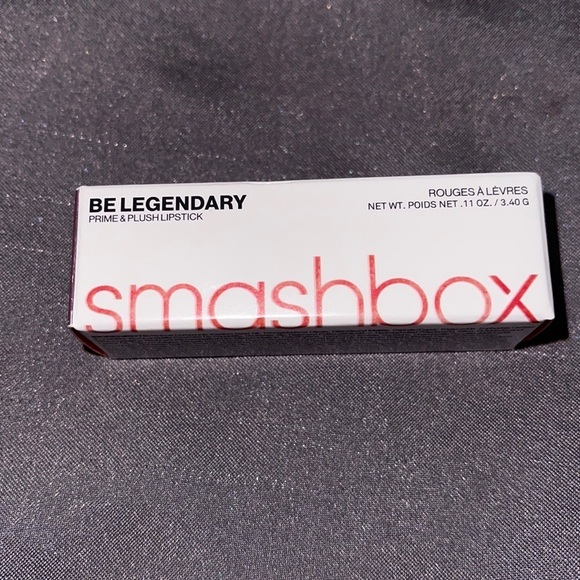 BE LEGENDARY
PRIME & PLUSH LIPSTICK
ROUGES À LÈVRES
NET WT. POIDS NET .11 OZ. / 3.40 G
smashbox